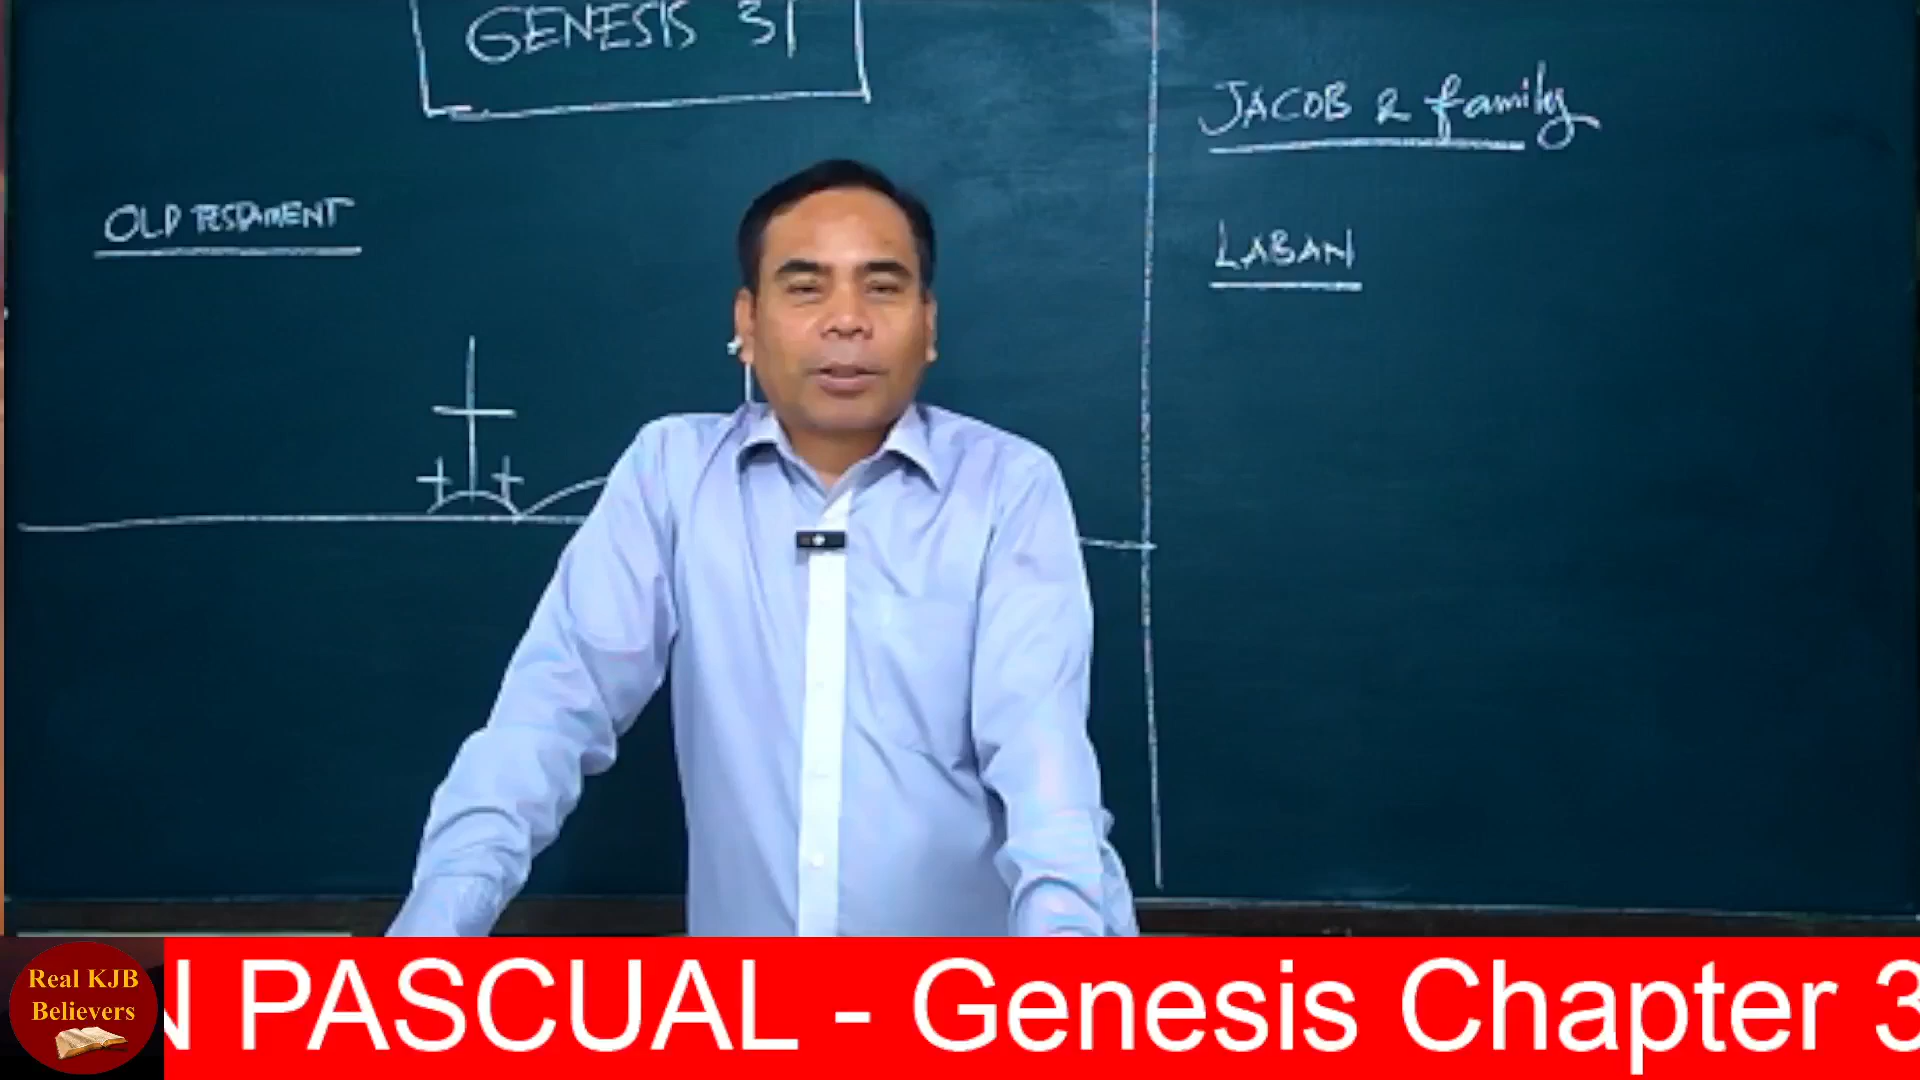 GENESIS 31
JACOB & family
OLD TESTAMENT
LABAN
Real KJB
Believers
N PASCUAL - Genesis Chapter 3